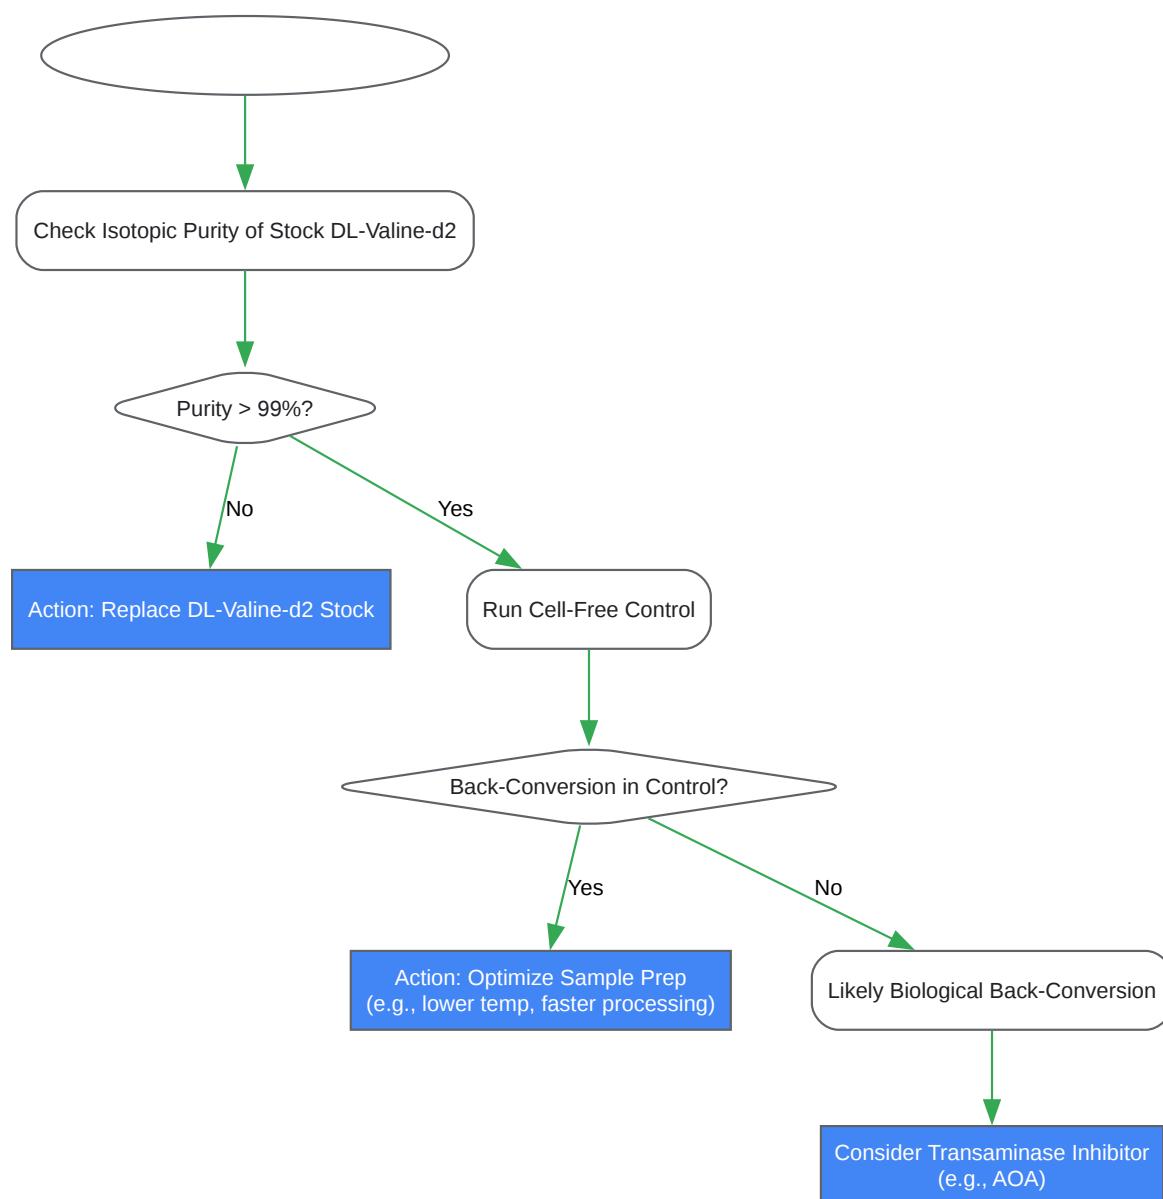 Check Isotopic Purity of Stock DL-Valine-d2
Purity > 99%?
No
Yes
Action: Replace DL-Valine-d2 Stock
Run Cell-Free Control
Back-Conversion in Control?
Yes
No
Action: Optimize Sample Prep
(e.g., lower temp, faster processing)
Likely Biological Back-Conversion
Consider Transaminase Inhibitor
(e.g., AOA)